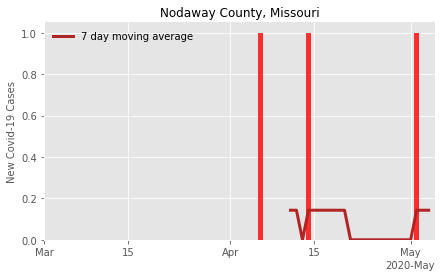 Nodaway County, Missouri
7 day moving average
New Covid-19 Cases
1.0
0.8
0.6
0.4
0.2
0.0
Mar
15
Apr
15
May
2020-May